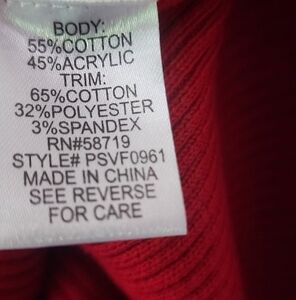 BODY:
55%COTTON
45%ACRYLIC
TRIM:
65%COTTON
32%POLYESTER
3%SPANDEX
RN#58719
STYLE# PSVF0961
MADE IN CHINA
SEE REVERSE
FOR CARE